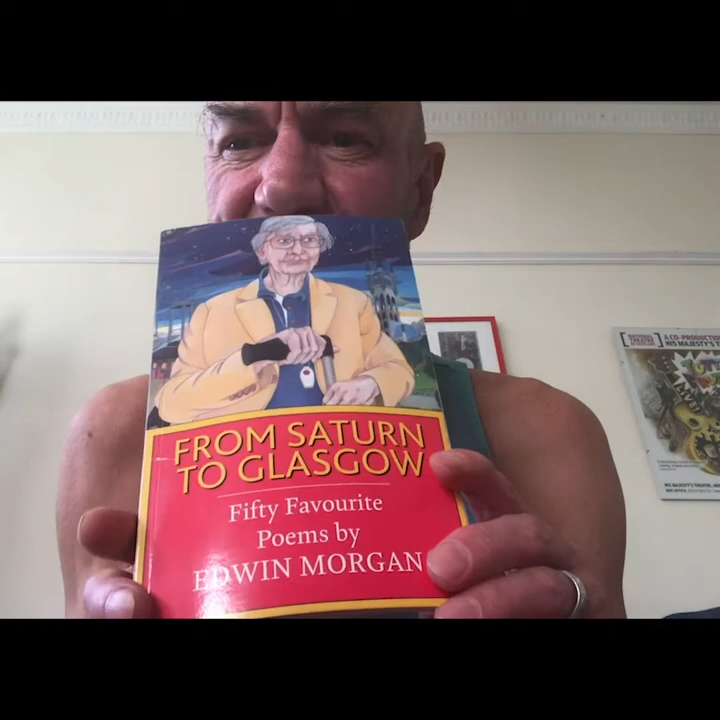 FROM SATURN
TO GLASGOW
Fifty Favourite
Poems by
EDWIN MORGAN
A CO-PRODUCTION
HIS MAJESTY'S